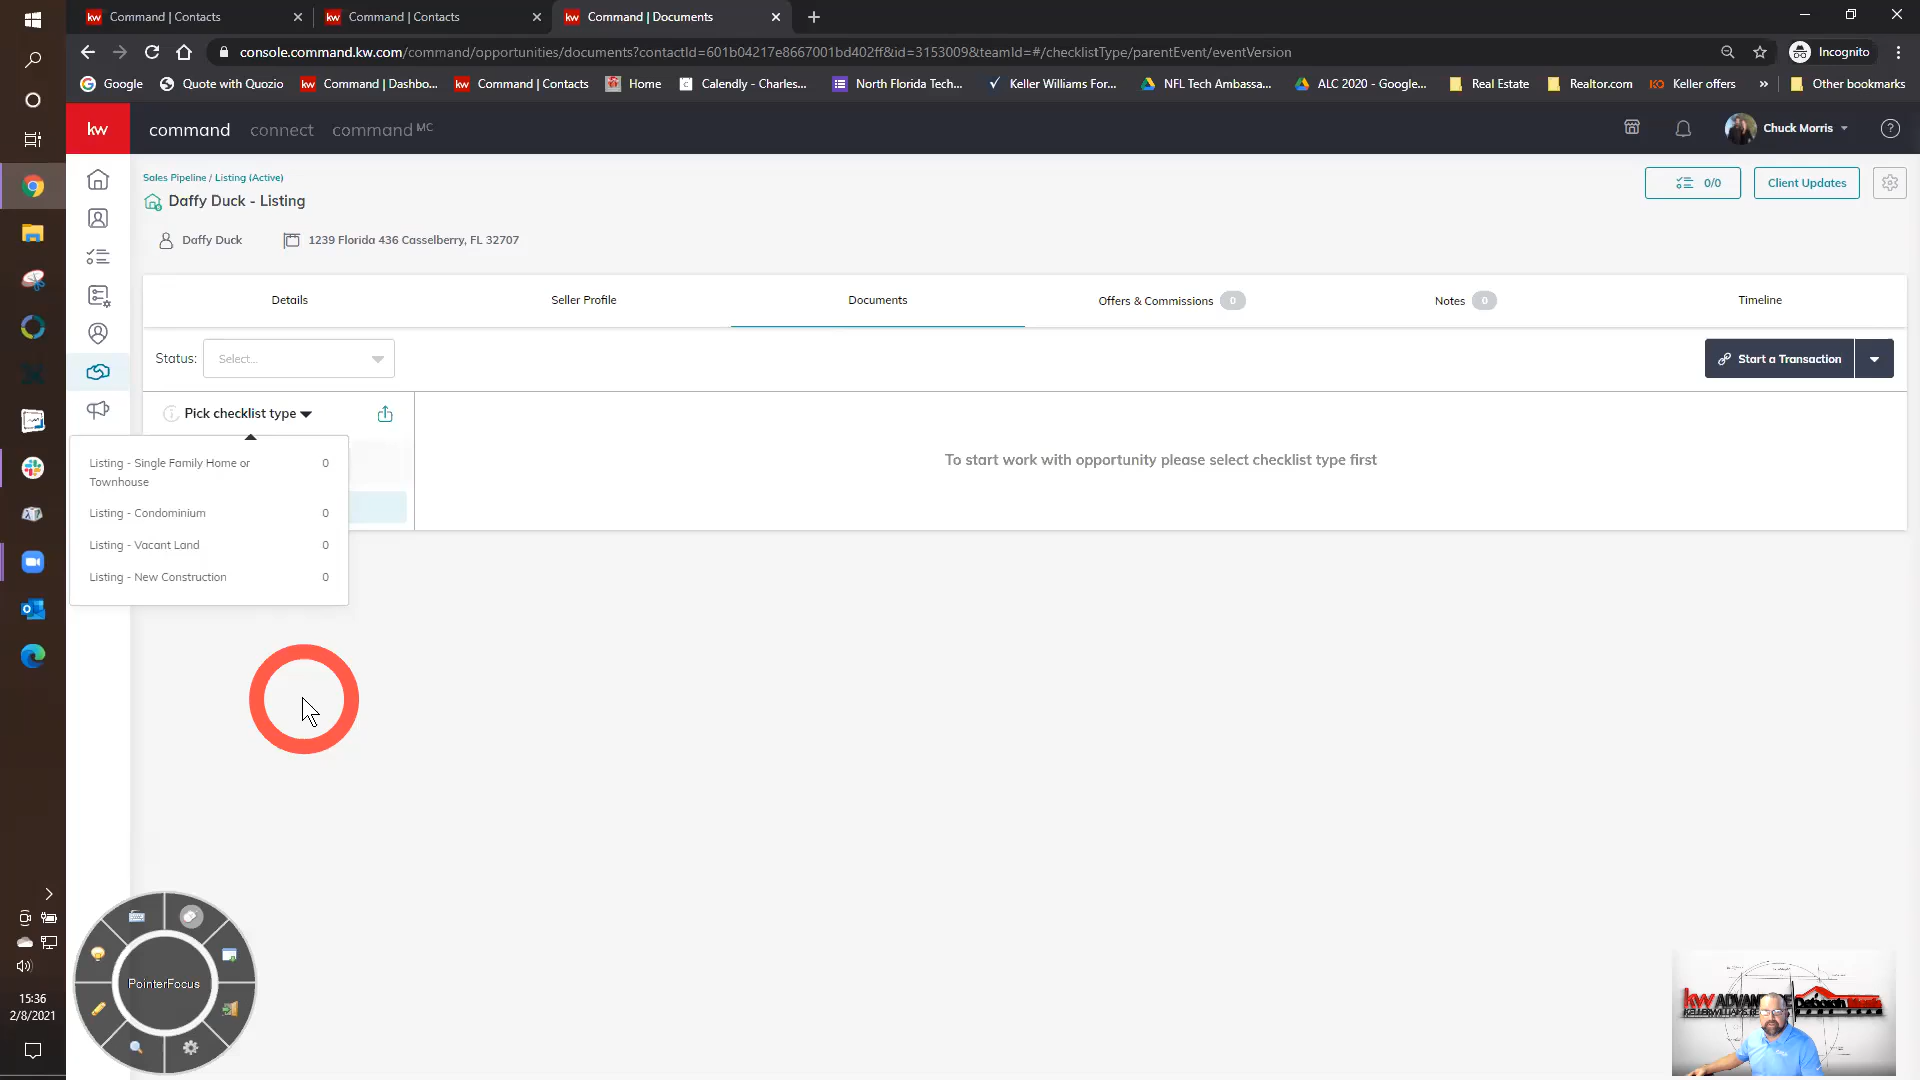 Command | Contacts
Command | Contacts
Command | Documents
console.command.kw.com/command/opportunities/documents?contactId=601b04217e8667001bd402ff&id=3153009&teamId=#/checklistType/parentEvent/eventVersion
Incognito
Google
Quote with Quozio
Command | Dashbo...
Command | Contacts
Home
Calendly - Charles...
North Florida Tech...
Keller Williams For...
NFL Tech Ambassa...
ALC 2020 - Google...
Real Estate
Realtor.com
Keller offers
Other bookmarks
kw
command
connect
command MC
Chuck Morris
Sales Pipeline / Listing (Active)
Daffy Duck - Listing
0/0
Client Updates
Daffy Duck
1239 Florida 436 Casselberry, FL 32707
Details
Seller Profile
Documents
Offers & Commissions 0
Notes 0
Timeline
Status:
Select...
Start a Transaction
Pick checklist type
Listing - Single Family Home or
Townhouse
0
Listing - Condominium 0
Listing - Vacant Land 0
Listing - New Construction 0
To start work with opportunity please select checklist type first
PointerFocus
15:36
2/8/2021